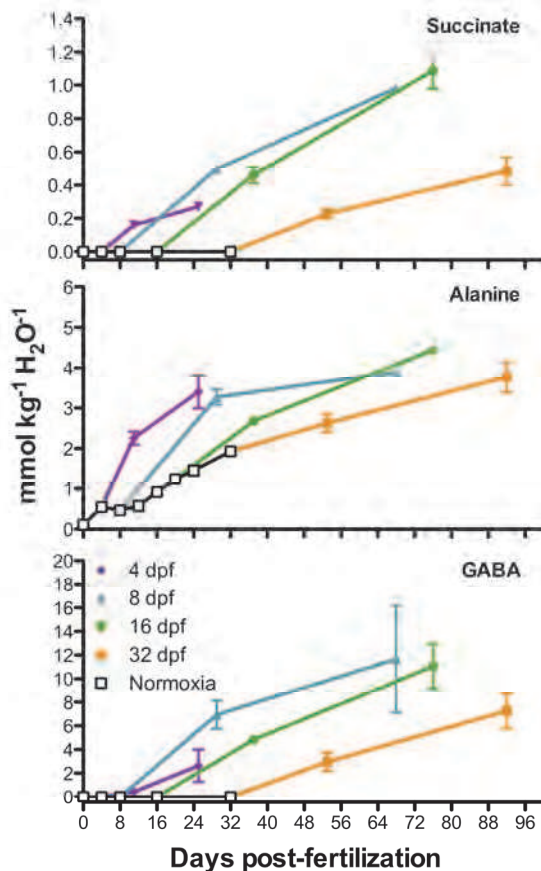 Succinate
1.4
1.2
1.0
0.8
0.6
0.4
0.2
0.0
Alanine
6
5
4
3
2
1
0
mmol kg-1 H2O-1
GABA
20
18
16
14
12
10
8
6
4
2
0
4 dpf
8 dpf
16 dpf
32 dpf
Normoxia
0 8 16 24 32 40 48 56 64 72 80 88 96
Days post-fertilization